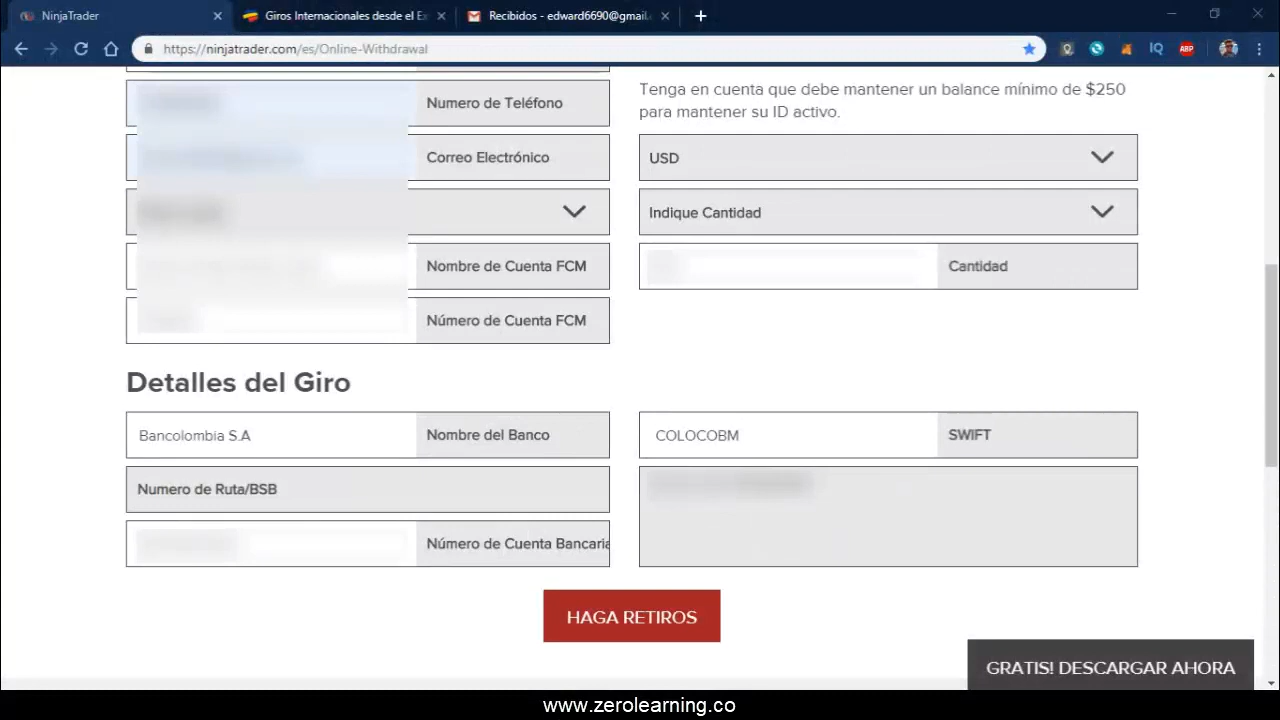 NinjaTrader
Giros Internacionales desde el Ex
Recibidos - edward6690@gmail.
https://ninjatrader.com/es/Online-Withdrawal
IQ
ABP
Numero de Teléfono
Correo Electrónico
Nombre de Cuenta FCM
Número de Cuenta FCM
Tenga en cuenta que debe mantener un balance mínimo de $250
para mantener su ID activo.
USD
Indique Cantidad
Cantidad
Detalles del Giro
Bancolombia S.A
Nombre del Banco
COLOCOBM
SWIFT
Numero de Ruta/BSB
Número de Cuenta Bancaria
HAGA RETIROS
GRATIS! DESCARGAR AHORA
www.zerolearning.co